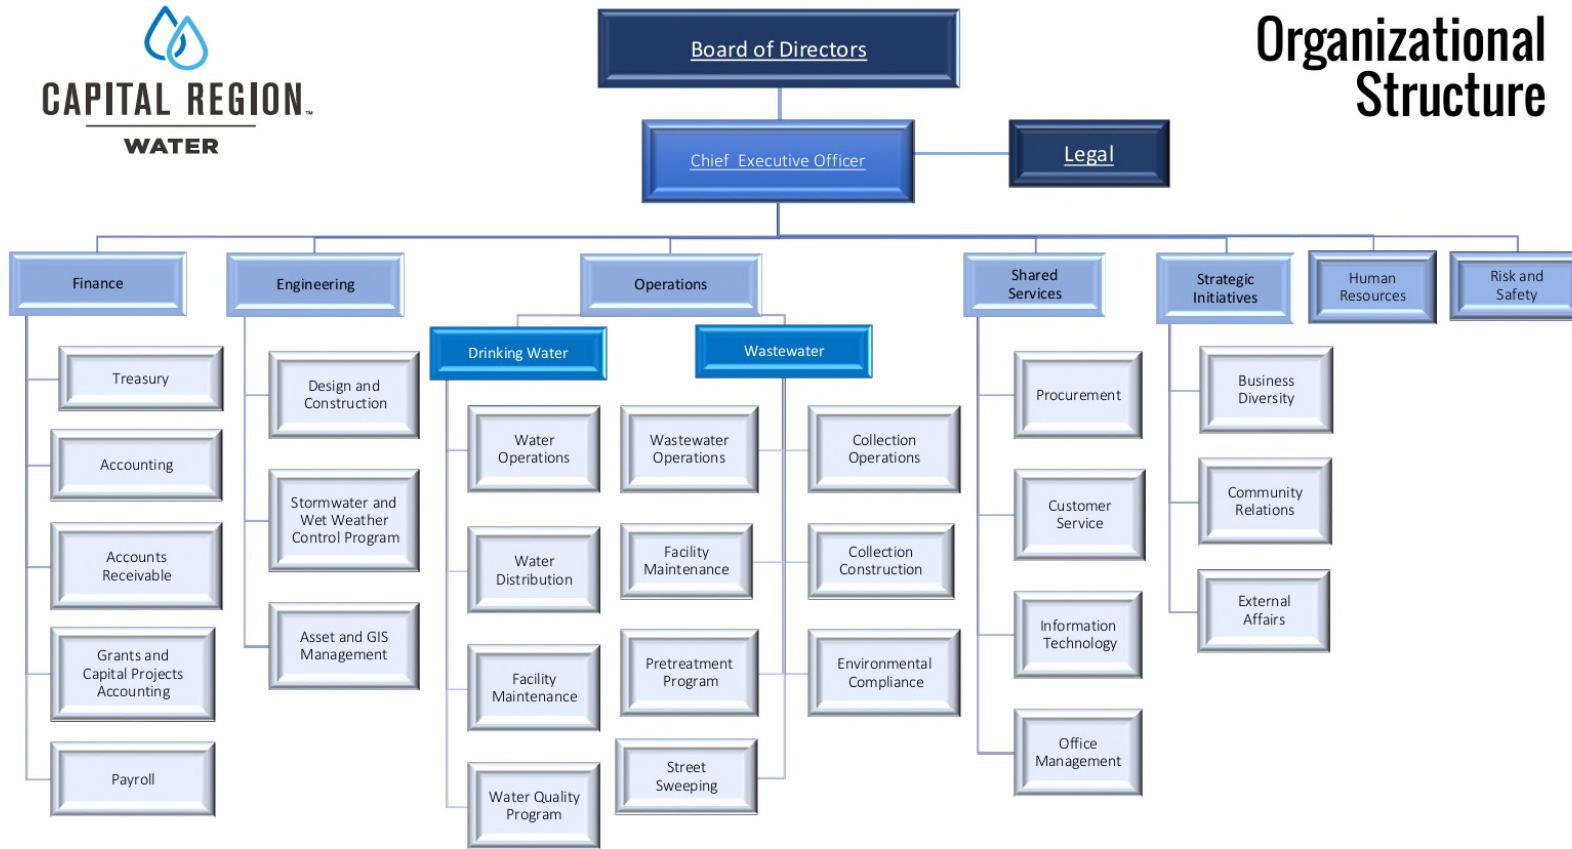 CAPITAL REGION™
WATER
Organizational
Structure
Board of Directors
Chief Executive Officer
Legal
Finance
Engineering
Operations
Shared
Services
Strategic
Initiatives
Human
Resources
Risk and
Safety
Treasury
Accounting
Accounts
Receivable
Grants and
Capital Projects
Accounting
Payroll
Design and
Construction
Stormwater and
Wet Weather
Control Program
Asset and GIS
Management
Drinking Water
Water
Operations
Water
Distribution
Facility
Maintenance
Water Quality
Program
Wastewater
Wastewater
Operations
Facility
Maintenance
Pretreatment
Program
Street
Sweeping
Collection
Operations
Collection
Construction
Environmental
Compliance
Procurement
Customer
Service
Information
Technology
Office
Management
Business
Diversity
Community
Relations
External
Affairs